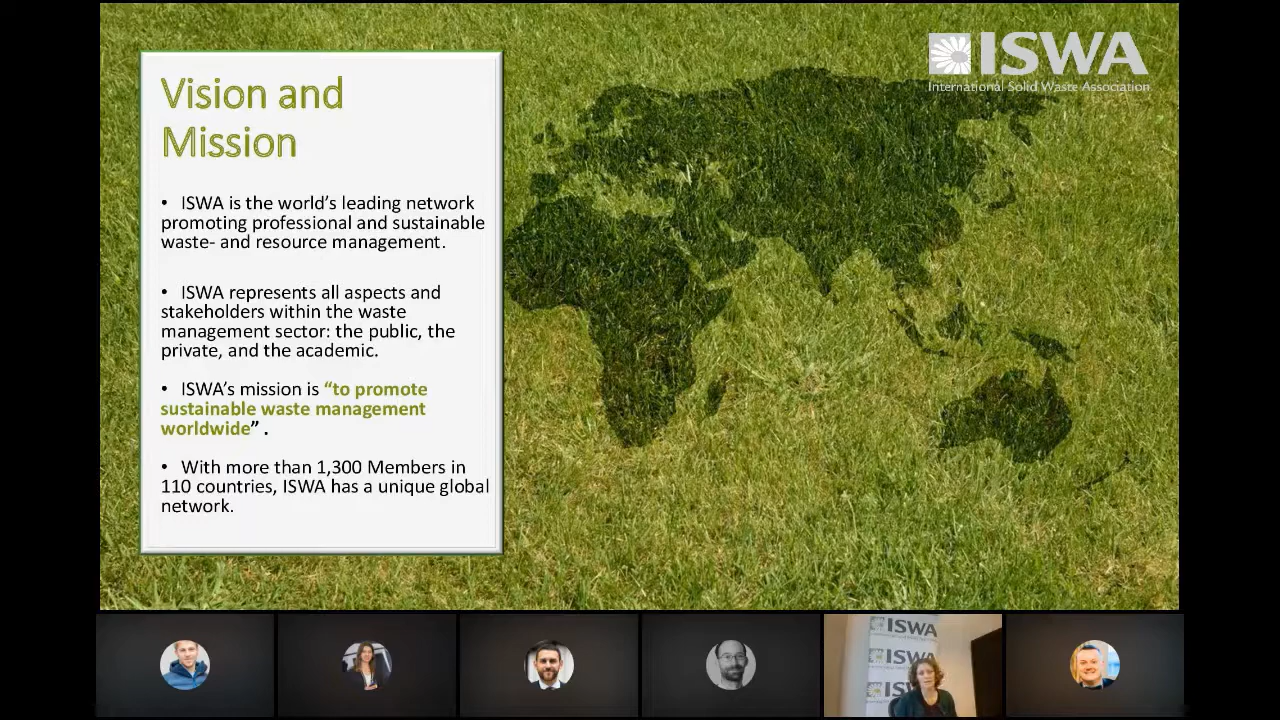 ISWA
International Solid Waste Association
Vision and
Mission
• ISWA is the world's leading network
promoting professional and sustainable
waste- and resource management.
• ISWA represents all aspects and
stakeholders within the waste
management sector: the public, the
private, and the academic.
• ISWA's mission is “to promote
sustainable waste management
worldwide” .
• With more than 1,300 Members in
110 countries, ISWA has a unique global
network.
ISWA
ISWA
ISWA